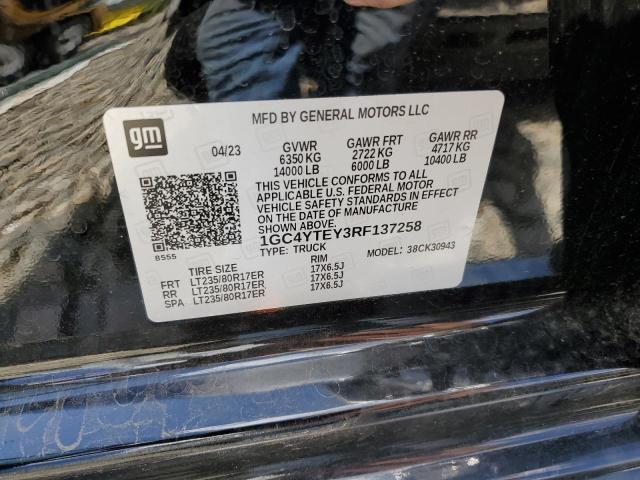 gm
MFD BY GENERAL MOTORS LLC
04/23
GVWR GAWR FRT GAWR RR
6350 KG 2722 KG 4717 KG
14000 LB 6000 LB 10400 LB
THIS VEHICLE CONFORMS TO ALL
APPLICABLE U.S. FEDERAL MOTOR
VEHICLE SAFETY STANDARDS IN EFFECT
ON THE DATE OF MANUFACTURE
SHOWN ABOVE.
1GC4YTEY3RF137258
TYPE: TRUCK MODEL: 38CK30943
8555
TIRE SIZE RIM
FRT LT235/80R17ER 17X6.5J
RR LT235/80R17ER 17X6.5J
SPA LT235/80R17ER 17X6.5J